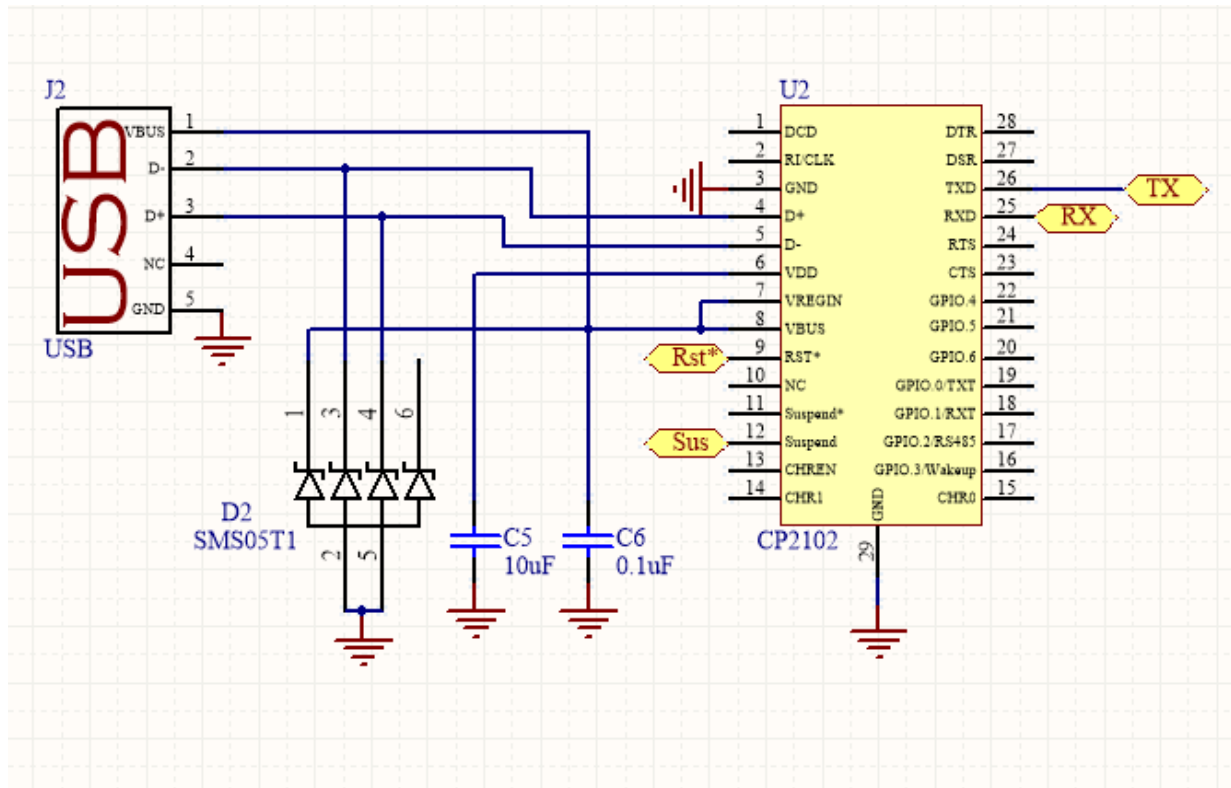 J2
USB
VBUS 1
D- 2
D+ 3
NC 4
GND 5
USB
1
3
4
6
D2
SMS05T1
2
5
C5
10uF
C6
0.1uF
U2
1 DCD
2 RI/CLK
3 GND
4 D+
5 D-
6 VDD
7 VREGIN
8 VBUS
Rst* 9 RST*
10 NC
11 Suspend*
Sus 12 Suspend
13 CHREN
14 CHR1
DTR 28
DSR 27
TXD 26 TX
RXD 25 RX
RTS 24
CTS 23
GPIO.4 22
GPIO.5 21
GPIO.6 20
GPIO.0/TXT 19
GPIO.1/RXT 18
GPIO.2/RS485 17
GPIO.3/Wakeup 16
CHR0 15
GND
29
CP2102